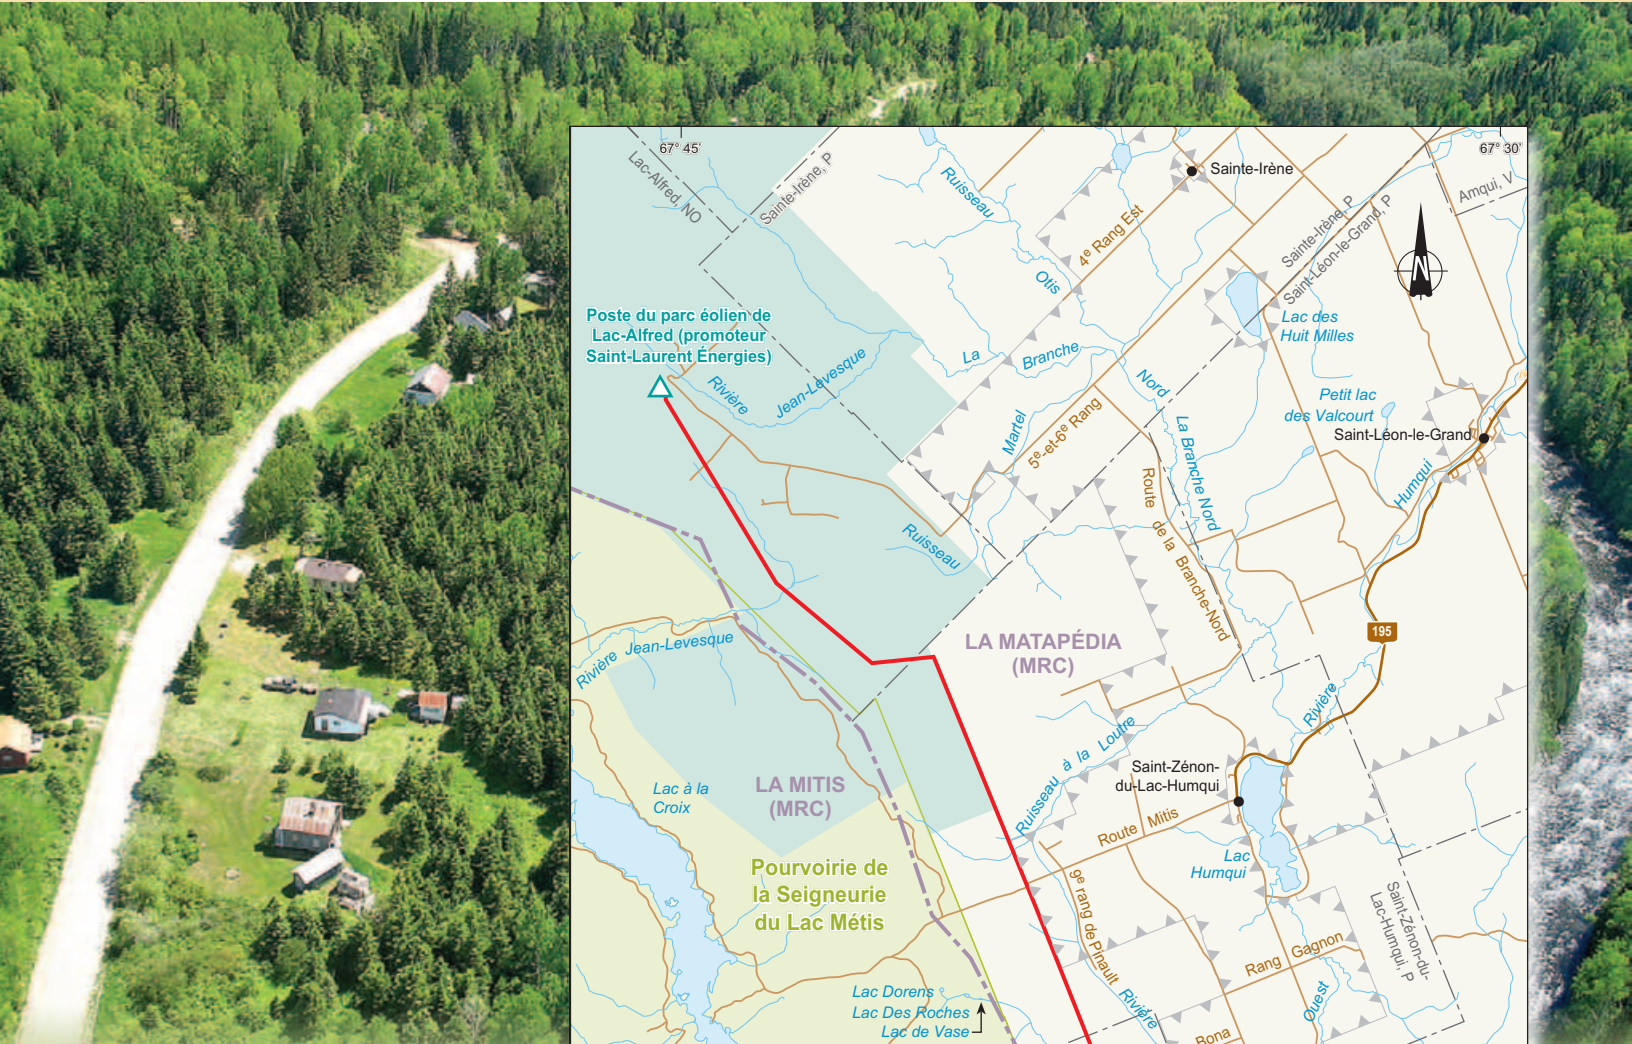 67° 45'
67° 30'
Lac-Alfred, NO
Sainte-Irène, P
Ruisseau
Sainte-Irène
Amqui, V
4e Rang Est
Sainte-Irène, P
Saint-Léon-le-Grand, P
N
Otis
Poste du parc éolien de
Lac-Alfred (promoteur
Saint-Laurent Énergies)
Lac des
Huit Milles
La
Branche
Nord
Rivière
Jean-Levesque
Petit lac
des Valcourt
Martel
5e-et-6e Rang
La Branche Nord
Saint-Léon-le-Grand
Humqui
Route de la Branche-Nord
Ruisseau
195
Rivière Jean-Levesque
LA MATAPÉDIA
(MRC)
Rivière
Ruisseau à la Loutre
Saint-Zénon-
du-Lac-Humqui
LA MITIS
(MRC)
Lac à la
Croix
Route Mitis
Lac
Humqui
Pourvoirie de
la Seigneurie
du Lac Métis
9e rang de Pinault
Saint-Zénon-du-
Lac-Humqui, P
Rang Gagnon
Lac Dorens
Lac Des Roches
Lac de Vase
Rivière
Ouest
Bona